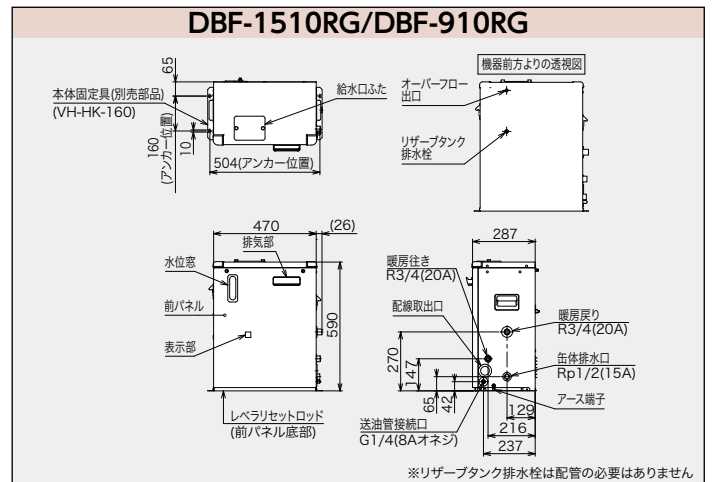 DBF-1510RG/DBF-910RG
機器前方よりの透視図
65
本体固定具(別売部品)
(VH-HK-160)
160
(アンカー位置)
10
504(アンカー位置)
給水口ふた
オーバーフロー
出口
リザーブタンク
排水栓
470
(26)
排気部
水位窓
前パネル
表示部
590
レベラリセットロッド
(前パネル底部)
287
暖房往き
R3/4(20A)
配線取出口
暖房戻り
R3/4(20A)
270
147
65
42
缶体排水口
Rp1/2(15A)
アース端子
129
216
237
送油管接続口
G1/4(8Aオネジ)
※リザーブタンク排水栓は配管の必要はありません